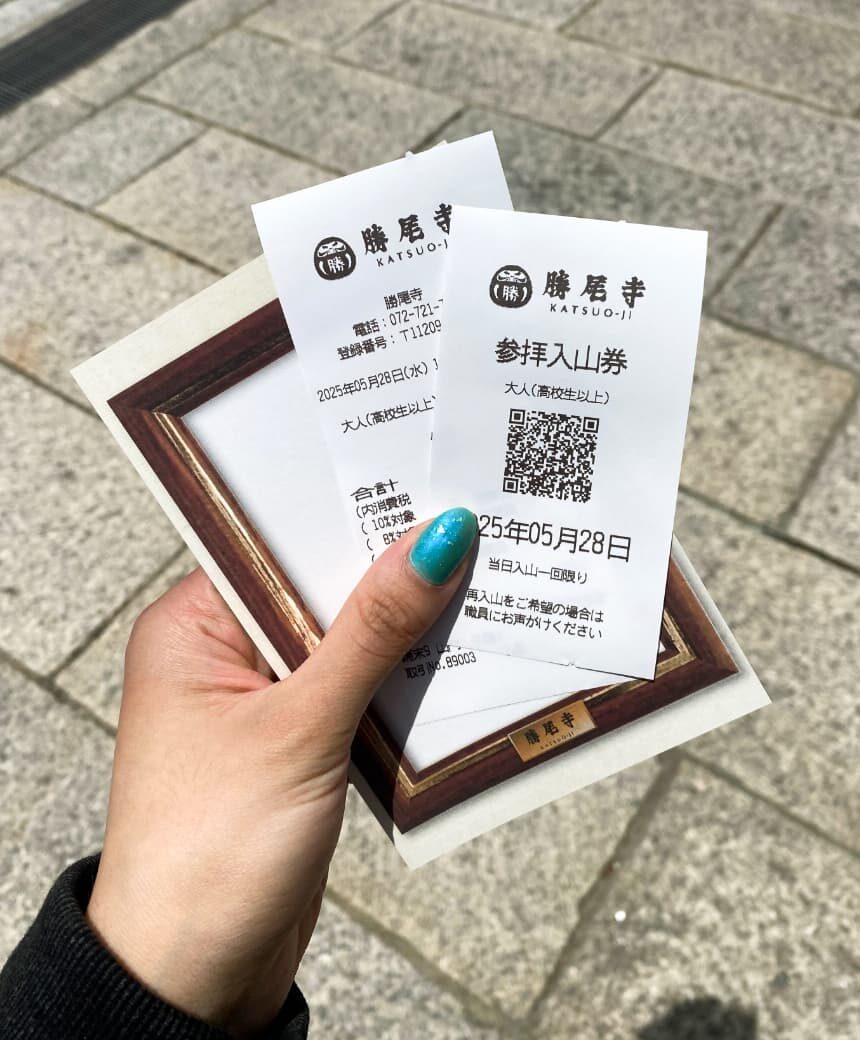 勝尾寺
KATSUO-JI
勝尾寺
電話：072-721-
登録番号：T11209
2025年05月28日(水)
大人(高校生以上)
合計
(内消費税
( 10%対象
( 8%対象
取引No.89003
勝
勝尾寺
KATSUO-JI
参拝入山券
大人(高校生以上)
25年05月28日
当日入山一回限り
再入山をご希望の場合は
職員にお声がけください
勝尾寺
KATSUO-JI